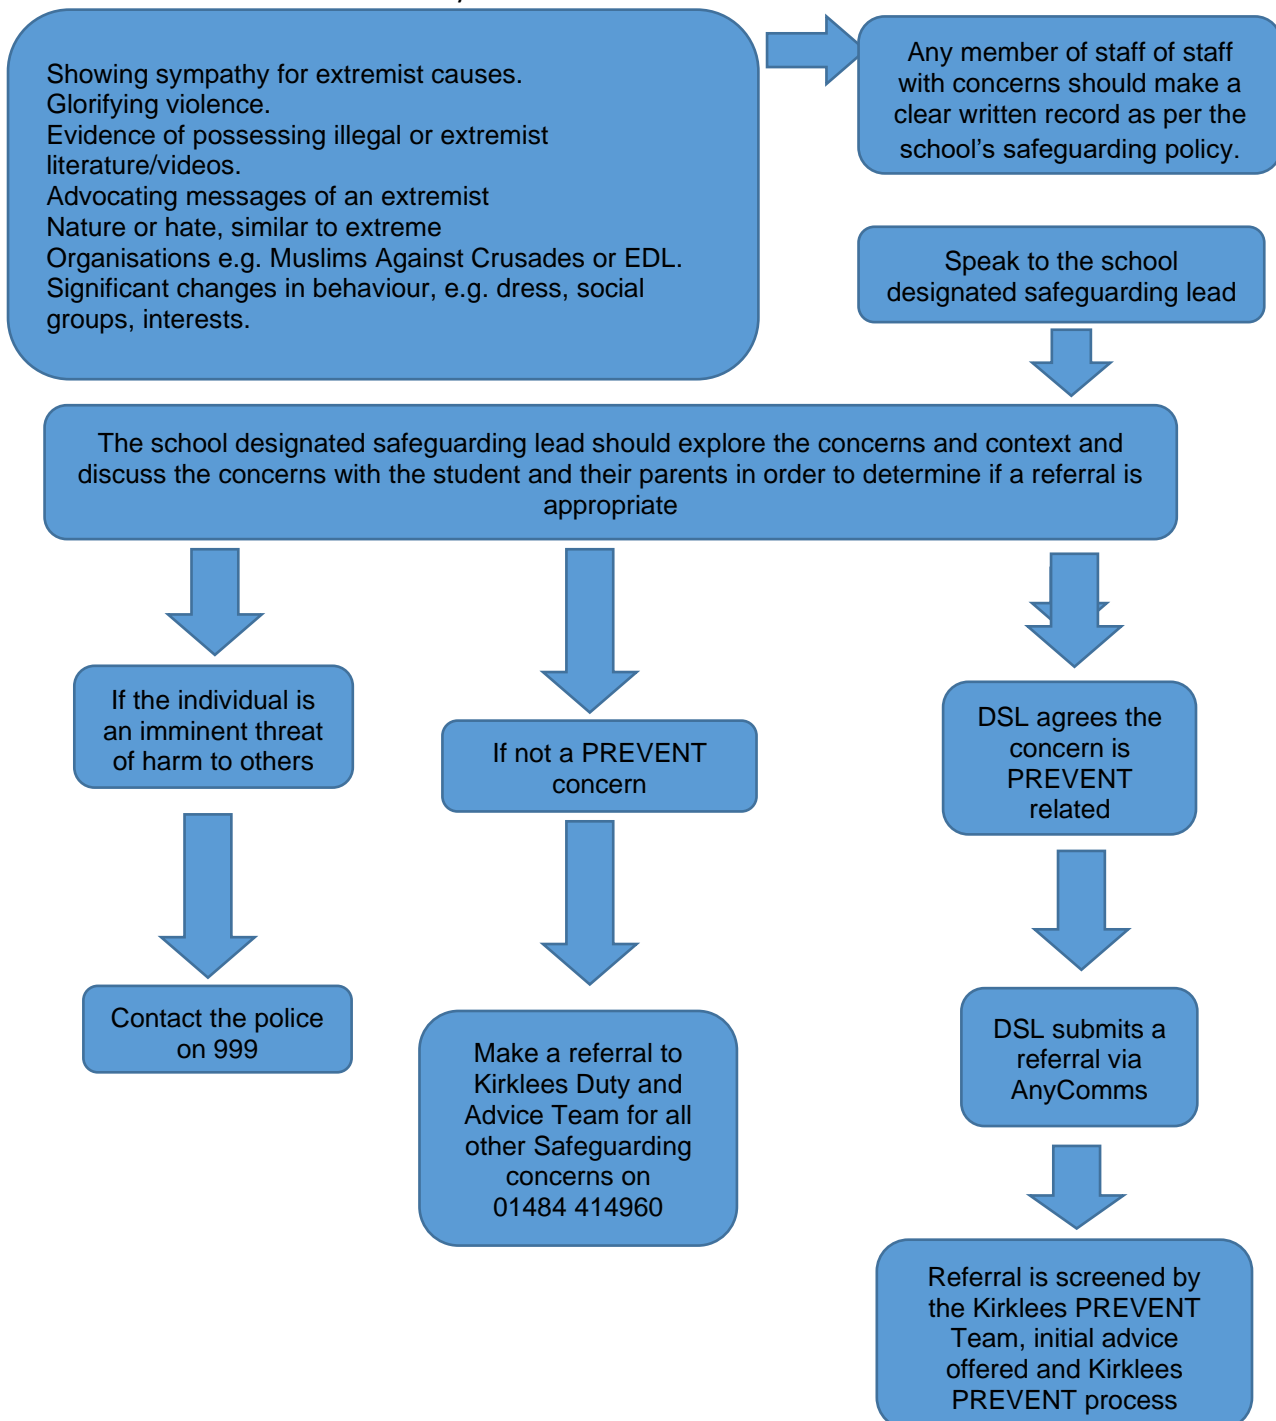 Showing sympathy for extremist causes.
Glorifying violence.
Evidence of possessing illegal or extremist
literature/videos.
Advocating messages of an extremist
Nature or hate, similar to extreme
Organisations e.g. Muslims Against Crusades or EDL.
Significant changes in behaviour, e.g. dress, social
groups, interests.
Any member of staff of staff
with concerns should make a
clear written record as per the
school’s safeguarding policy.
Speak to the school
designated safeguarding lead
The school designated safeguarding lead should explore the concerns and context and
discuss the concerns with the student and their parents in order to determine if a referral is
appropriate
If the individual is
an imminent threat
of harm to others
If not a PREVENT
concern
DSL agrees the
concern is
PREVENT
related
Contact the police
on 999
Make a referral to
Kirklees Duty and
Advice Team for all
other Safeguarding
concerns on
01484 414960
DSL submits a
referral via
AnyComms
Referral is screened by
the Kirklees PREVENT
Team, initial advice
offered and Kirklees
PREVENT process